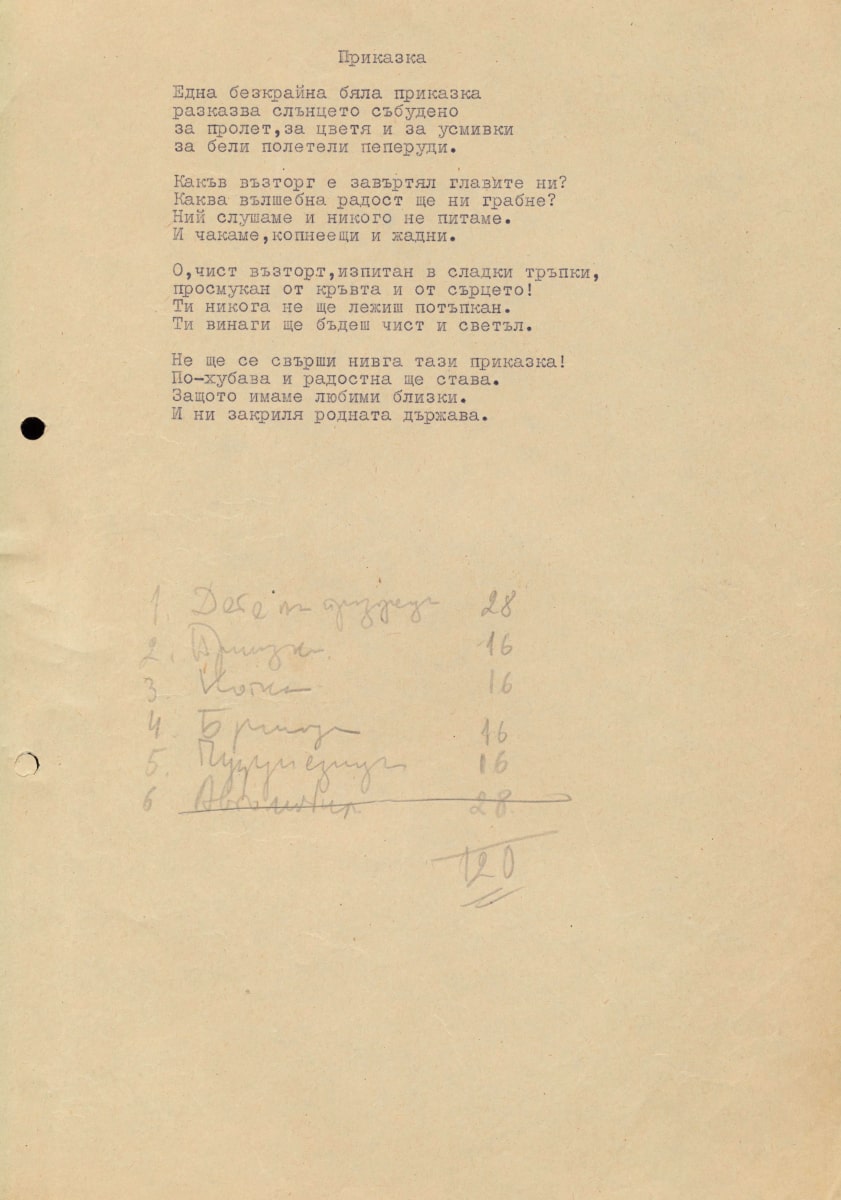 Приказка
Една безкрайна бяла приказка
разказва слънцето събудено
за пролет,за цветя и за усмивки
за бели полетели пеперуди.
Какъв възторг е завъртял главите ни?
Каква вълшебна радост ще ни грабне?
Ний слушаме и никого не питаме.
И чакаме,копнеещи и жадни.
О,чист възторт,изпитан в сладки тръпки,
просмукан от кръвта и от сърцето!
Ти никога не ще лежиш потъпкан.
Ти винаги ще бъдеш чист и светъл.
Не ще се свърши нивга тази приказка!
По-хубава и радостна ще става.
Защото имаме любими близки.
И ни закриля родната държава.
1. Дете 28
2. 16
3. 16
4. 16
5. 16
6 28
120